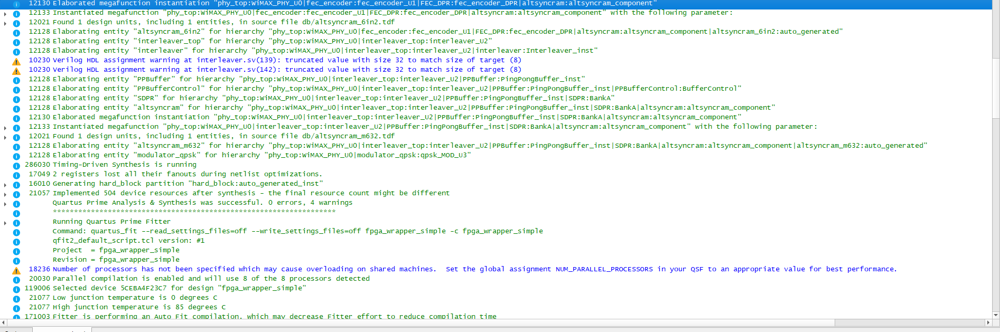 12130 Elaborated megafunction instantiation "phy_top:WiMAX_PHY_U0|fec_encoder:fec_encoder_U1|FEC_DPR:fec_encoder_DPR|altsyncram:altsyncram_component"
12133 Instantiated megafunction "phy_top:WiMAX_PHY_U0|fec_encoder:fec_encoder_U1|FEC_DPR:fec_encoder_DPR|altsyncram:altsyncram_component" with the following parameter:
12021 Found 1 design units, including 1 entities, in source file db/altsyncram_6in2.tdf
12128 Elaborating entity "altsyncram_6in2" for hierarchy "phy_top:WiMAX_PHY_U0|fec_encoder:fec_encoder_U1|FEC_DPR:fec_encoder_DPR|altsyncram:altsyncram_component|altsyncram_6in2:auto_generated"
12128 Elaborating entity "interleaver_top" for hierarchy "phy_top:WiMAX_PHY_U0|interleaver_top:interleaver_U2"
12128 Elaborating entity "interleaver" for hierarchy "phy_top:WiMAX_PHY_U0|interleaver_top:interleaver_U2|interleaver:Interleaver_inst"
10230 Verilog HDL assignment warning at interleaver.sv(139): truncated value with size 32 to match size of target (8)
10230 Verilog HDL assignment warning at interleaver.sv(142): truncated value with size 32 to match size of target (8)
12128 Elaborating entity "PPBuffer" for hierarchy "phy_top:WiMAX_PHY_U0|interleaver_top:interleaver_U2|PPBuffer:PingPongBuffer_inst"
12128 Elaborating entity "PPBufferControl" for hierarchy "phy_top:WiMAX_PHY_U0|interleaver_top:interleaver_U2|PPBuffer:PingPongBuffer_inst|PPBufferControl:BufferControl"
12128 Elaborating entity "SDPR" for hierarchy "phy_top:WiMAX_PHY_U0|interleaver_top:interleaver_U2|PPBuffer:PingPongBuffer_inst|SDPR:BankA"
12128 Elaborating entity "altsyncram" for hierarchy "phy_top:WiMAX_PHY_U0|interleaver_top:interleaver_U2|PPBuffer:PingPongBuffer_inst|SDPR:BankA|altsyncram:altsyncram_component"
12130 Elaborated megafunction instantiation "phy_top:WiMAX_PHY_U0|interleaver_top:interleaver_U2|PPBuffer:PingPongBuffer_inst|SDPR:BankA|altsyncram:altsyncram_component"
12133 Instantiated megafunction "phy_top:WiMAX_PHY_U0|interleaver_top:interleaver_U2|PPBuffer:PingPongBuffer_inst|SDPR:BankA|altsyncram:altsyncram_component" with the following parameter:
12021 Found 1 design units, including 1 entities, in source file db/altsyncram_m632.tdf
12128 Elaborating entity "altsyncram_m632" for hierarchy "phy_top:WiMAX_PHY_U0|interleaver_top:interleaver_U2|PPBuffer:PingPongBuffer_inst|SDPR:BankA|altsyncram:altsyncram_component|altsyncram_m632:auto_generated"
12128 Elaborating entity "modulator_qpsk" for hierarchy "phy_top:WiMAX_PHY_U0|modulator_qpsk:qpsk_MOD_U3"
286030 Timing-Driven Synthesis is running
17049 2 registers lost all their fanouts during netlist optimizations.
16010 Generating hard_block partition "hard_block:auto_generated_inst"
21057 Implemented 504 device resources after synthesis - the final resource count might be different
Quartus Prime Analysis & Synthesis was successful. 0 errors, 4 warnings
*******************************************************************
Running Quartus Prime Fitter
Command: quartus_fit --read_settings_files=off --write_settings_files=off fpga_wrapper_simple -c fpga_wrapper_simple
qfit2_default_script.tcl version: #1
Project  = fpga_wrapper_simple
Revision = fpga_wrapper_simple
18236 Number of processors has not been specified which may cause overloading on shared machines.  Set the global assignment NUM_PARALLEL_PROCESSORS in your QSF to an appropriate value for best performance.
20030 Parallel compilation is enabled and will use 8 of the 8 processors detected
119006 Selected device 5CEBA4F23C7 for design "fpga_wrapper_simple"
21077 Low junction temperature is 0 degrees C
21077 High junction temperature is 85 degrees C
171003 Fitter is performing an Auto Fit compilation, which may decrease Fitter effort to reduce compilation time